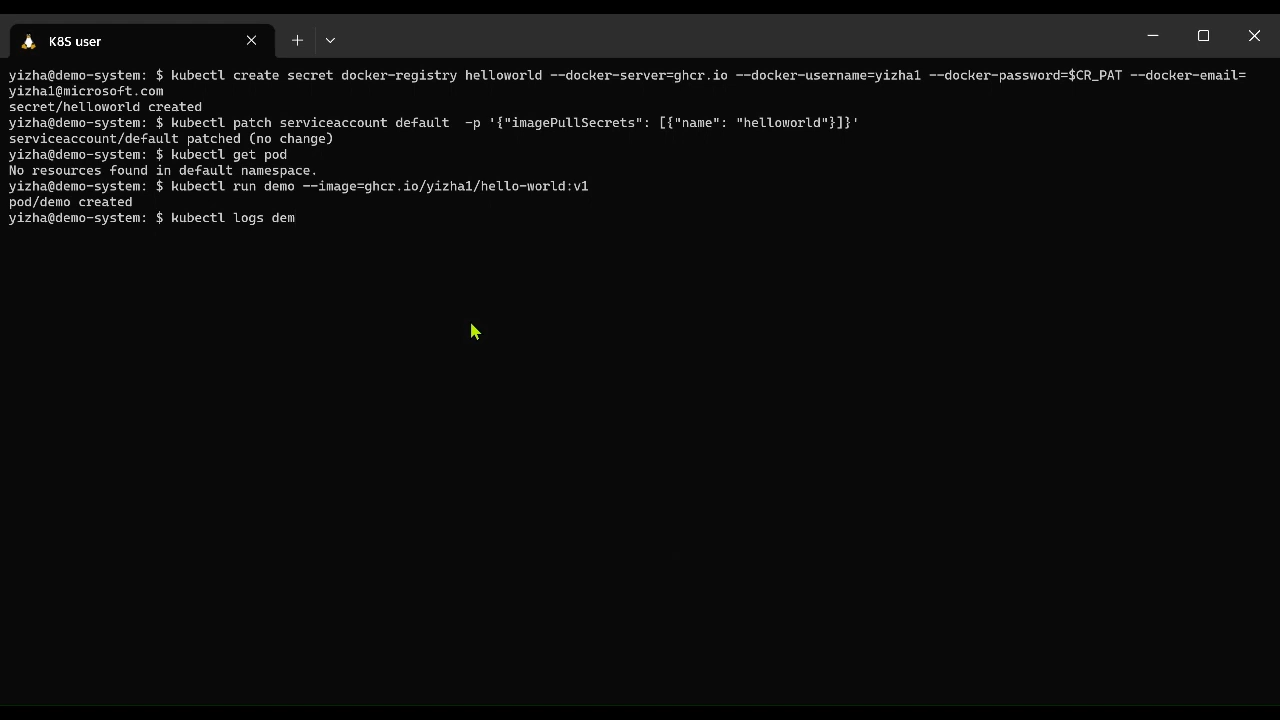 K8S user
yizha@demo-system: $ kubectl create secret docker-registry helloworld --docker-server=ghcr.io --docker-username=yizha1 --docker-password=$CR_PAT --docker-email=
yizha1@microsoft.com
secret/helloworld created
yizha@demo-system: $ kubectl patch serviceaccount default  -p '{"imagePullSecrets": [{"name": "helloworld"}]}'
serviceaccount/default patched (no change)
yizha@demo-system: $ kubectl get pod
No resources found in default namespace.
yizha@demo-system: $ kubectl run demo --image=ghcr.io/yizha1/hello-world:v1
pod/demo created
yizha@demo-system: $ kubectl logs dem